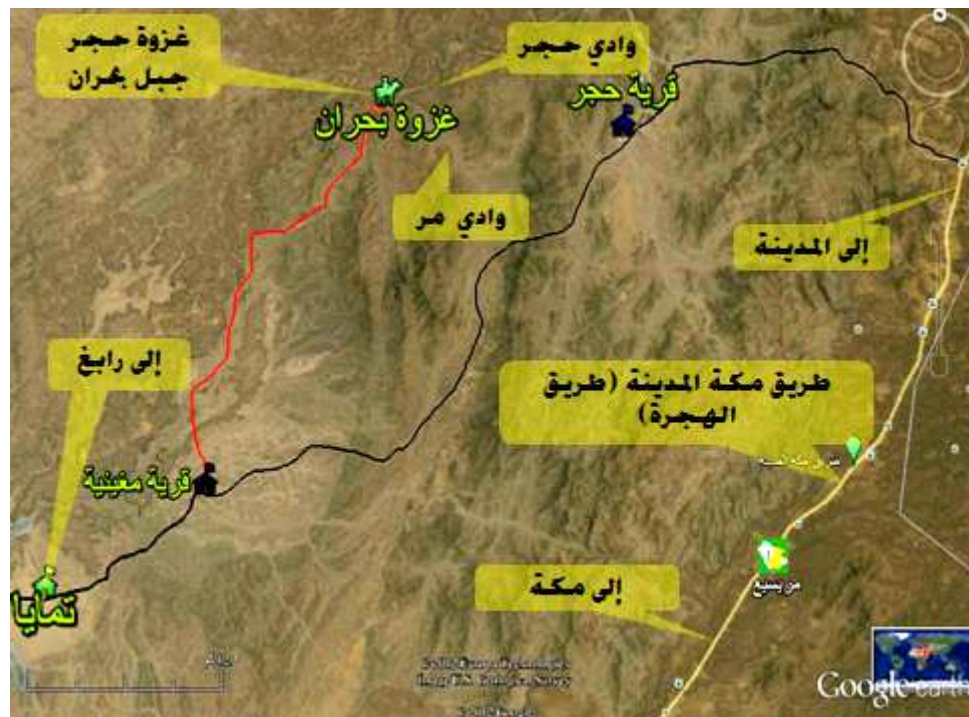 غزوة حجر
جبل بحران
وادي حجر
قرية حجر
غزوة بحران
وادي مر
إلى المدينة
إلى رابغ
طريق مكة المدينة (طريق
الهجرة)
قرية مغينية
إلى مكة
تمايا
Google earth